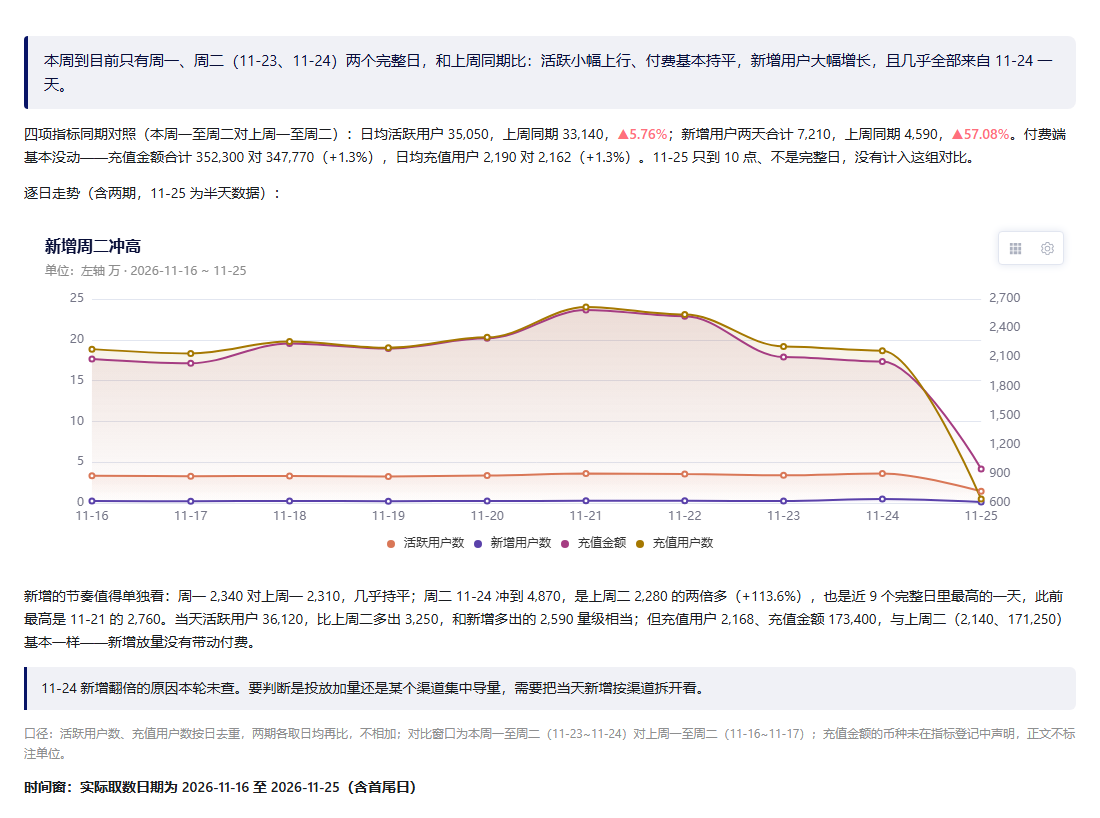 本周到目前只有周一、周二（11-23、11-24）两个完整日，和上周同期比：活跃小幅上行、付费基本持平，新增用户大幅增长，且几乎全部来自 11-24 一
天。
四项指标同期对照（本周一至周二对上周一至周二）：日均活跃用户 35,050，上周同期 33,140，▲5.76%；新增用户两天合计 7,210，上周同期 4,590，▲57.08%。付费端
基本没动——充值金额合计 352,300 对 347,770（+1.3%），日均充值用户 2,190 对 2,162（+1.3%）。11-25 只到 10 点、不是完整日，没有计入这组对比。
逐日走势（含两期，11-25 为半天数据）：
新增周二冲高
单位：左轴 万 · 2026-11-16 ~ 11-25
25 2,700
2,400
20
2,100
15
1,800
10
1,500
1,200
5
900
0 600
11-16 11-17 11-18 11-19 11-20 11-21 11-22 11-23 11-24 11-25
活跃用户数 新增用户数 充值金额 充值用户数
新增的节奏值得单独看：周一 2,340 对上周一 2,310，几乎持平；周二 11-24 冲到 4,870，是上周二 2,280 的两倍多（+113.6%），也是近 9 个完整日里最高的一天，此前
最高是 11-21 的 2,760。当天活跃用户 36,120，比上周二多出 3,250，和新增多出的 2,590 量级相当；但充值用户 2,168、充值金额 173,400，与上周二（2,140、171,250）
基本一样——新增放量没有带动付费。
11-24 新增翻倍的原因本轮未查。要判断是投放加量还是某个渠道集中导量，需要把当天新增按渠道拆开看。
口径：活跃用户数、充值用户数按日去重，两期各取日均再比，不相加；对比窗口为本周一至周二（11-23~11-24）对上周一至周二（11-16~11-17）；充值金额的币种未在指标登记中声明，正文不标
注单位。
时间窗：实际取数日期为 2026-11-16 至 2026-11-25（含首尾日）